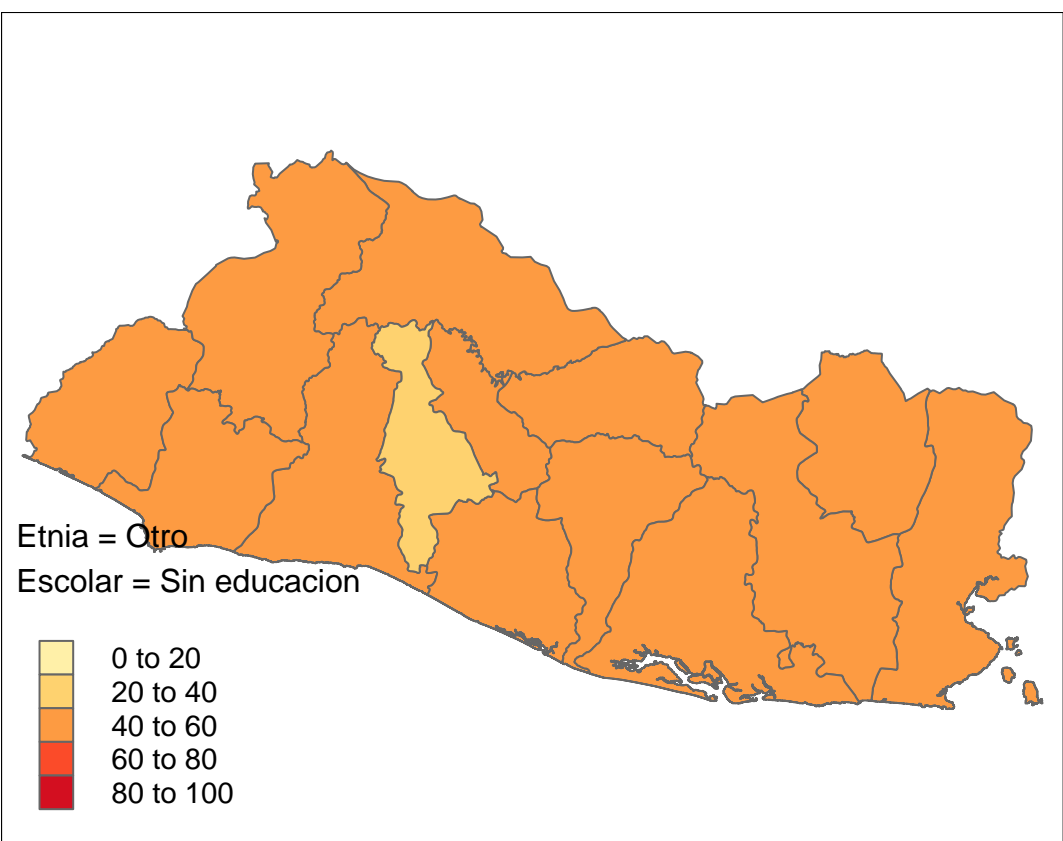 Etnia = Otro
Escolar = Sin educacion
0 to 20
20 to 40
40 to 60
60 to 80
80 to 100